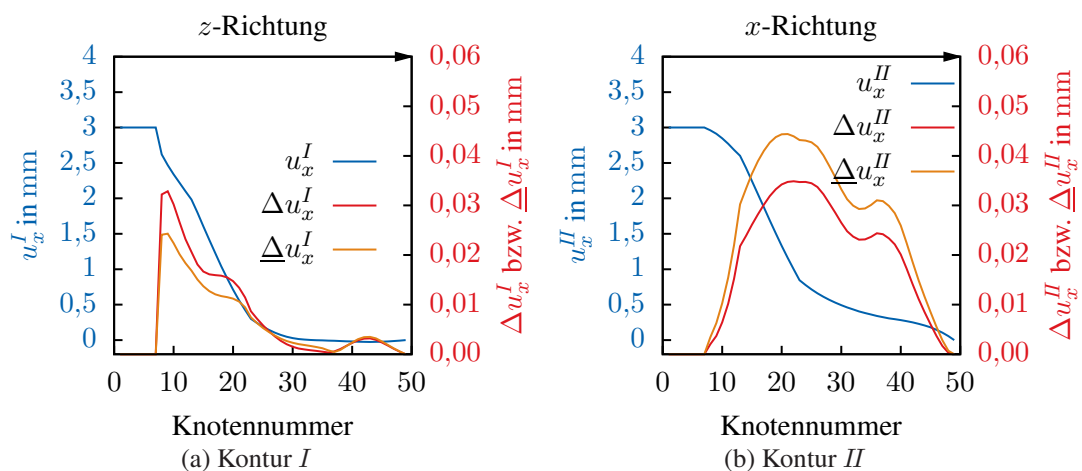 z-Richtung
4
3,5
3
2,5
2
1,5
1
0,5
0
u_x^I in mm
0,06
0,05
0,04
0,03
0,02
0,01
0,00
Δu_x^I bzw. Δ̲u_x^I in mm
u_x^I
Δu_x^I
Δ̲u_x^I
0 10 20 30 40 50
Knotennummer
(a) Kontur I
x-Richtung
4
3,5
3
2,5
2
1,5
1
0,5
0
u_x^II in mm
0,06
0,05
0,04
0,03
0,02
0,01
0,00
Δu_x^II bzw. Δ̲u_x^II in mm
u_x^II
Δu_x^II
Δ̲u_x^II
0 10 20 30 40 50
Knotennummer
(b) Kontur II